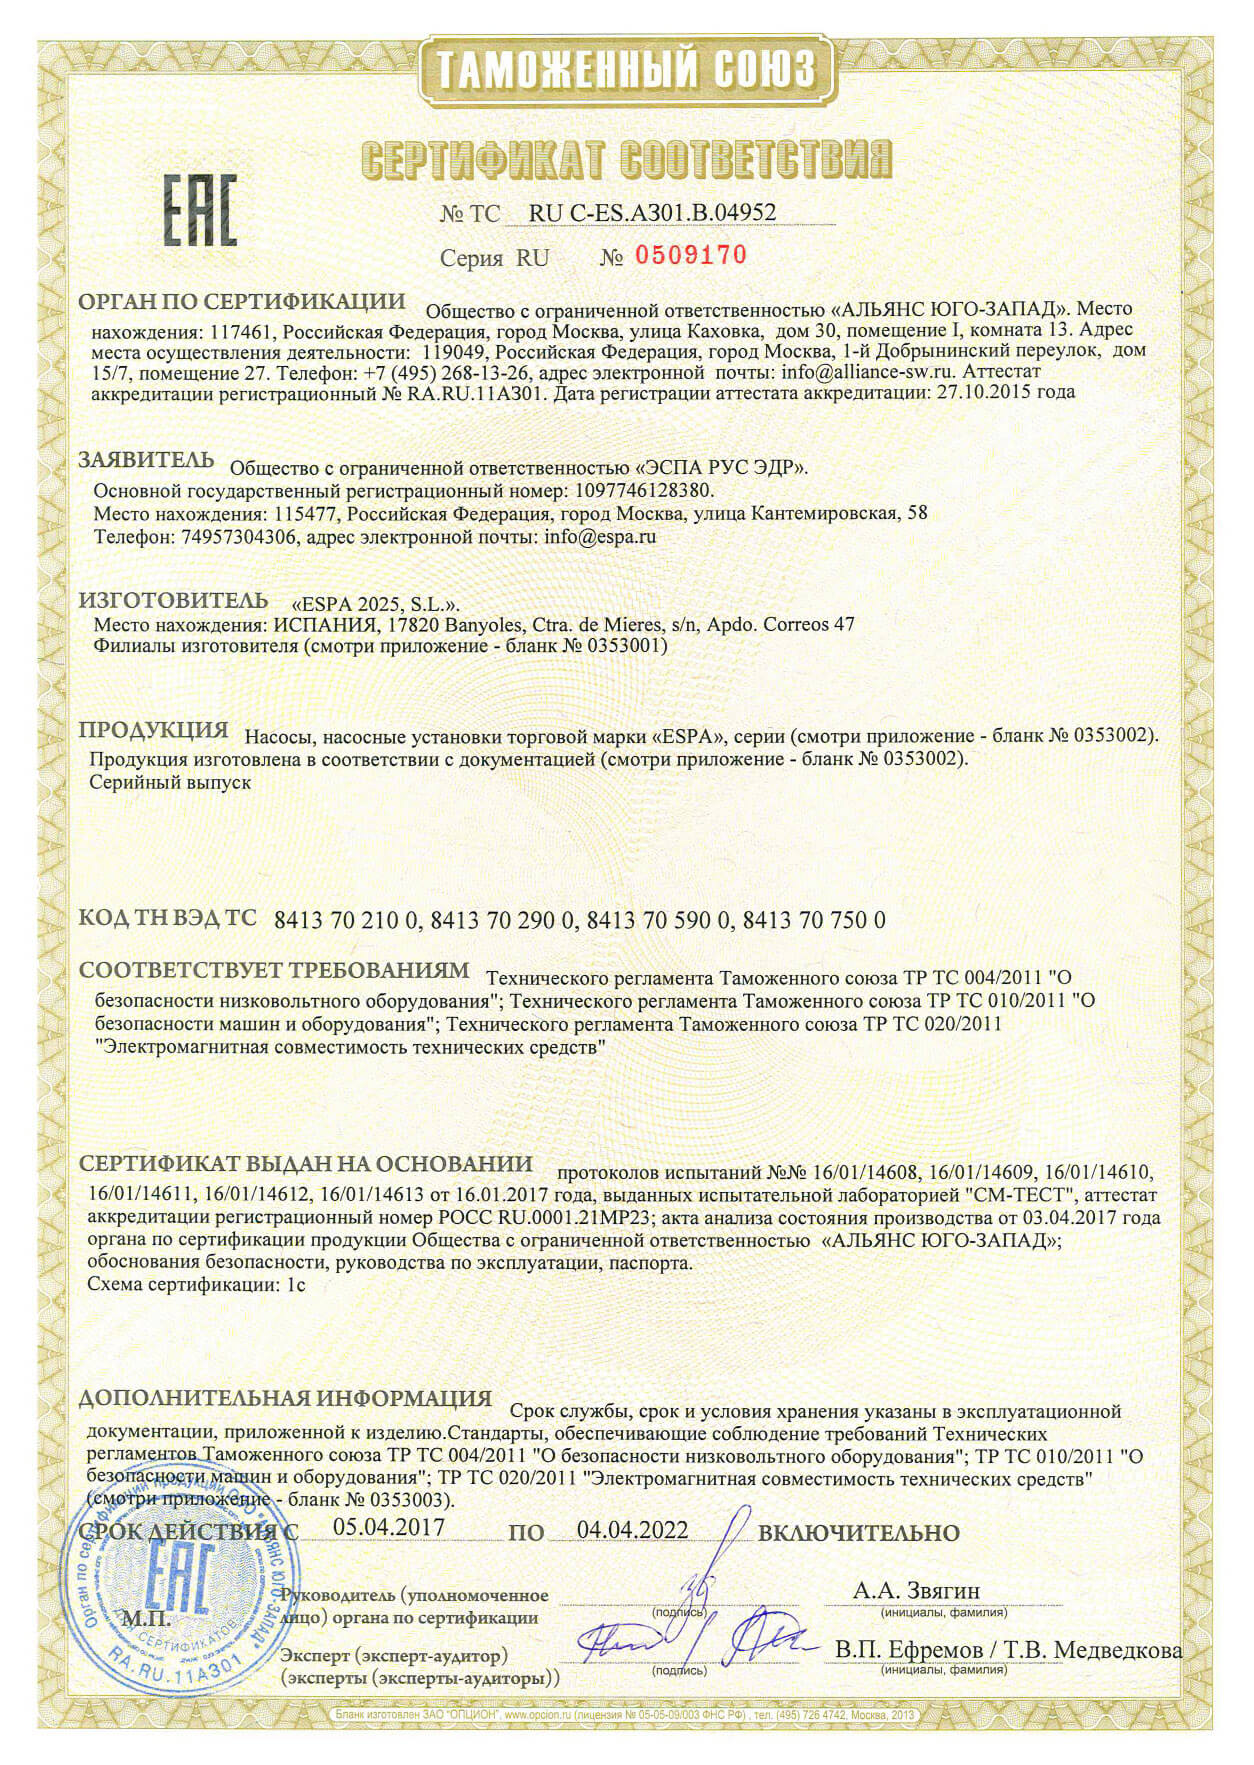 ТАМОЖЕННЫЙ СОЮЗ
СЕРТИФИКАТ СООТВЕТСТВИЯ
ЕАС
№ ТС RU C-ES.АЗ01.В.04952
Серия RU № 0509170
ОРГАН ПО СЕРТИФИКАЦИИ Общество с ограниченной ответственностью «АЛЬЯНС ЮГО-ЗАПАД». Место
нахождения: 117461, Российская Федерация, город Москва, улица Каховка, дом 30, помещение I, комната 13. Адрес
места осуществления деятельности: 119049, Российская Федерация, город Москва, 1-й Добрынинский переулок, дом
15/7, помещение 27. Телефон: +7 (495) 268-13-26, адрес электронной почты: info@alliance-sw.ru. Аттестат
аккредитации регистрационный № RA.RU.11АЗ01. Дата регистрации аттестата аккредитации: 27.10.2015 года
ЗАЯВИТЕЛЬ Общество с ограниченной ответственностью «ЭСПА РУС ЭДР».
Основной государственный регистрационный номер: 1097746128380.
Место нахождения: 115477, Российская Федерация, город Москва, улица Кантемировская, 58
Телефон: 74957304306, адрес электронной почты: info@espa.ru
ИЗГОТОВИТЕЛЬ «ESPA 2025, S.L.».
Место нахождения: ИСПАНИЯ, 17820 Banyoles, Ctra. de Mieres, s/n, Apdo. Correos 47
Филиалы изготовителя (смотри приложение - бланк № 0353001)
ПРОДУКЦИЯ Насосы, насосные установки торговой марки «ESPA», серии (смотри приложение - бланк № 0353002).
Продукция изготовлена в соответствии с документацией (смотри приложение - бланк № 0353002).
Серийный выпуск
КОД ТН ВЭД ТС 8413 70 210 0, 8413 70 290 0, 8413 70 590 0, 8413 70 750 0
СООТВЕТСТВУЕТ ТРЕБОВАНИЯМ Технического регламента Таможенного союза ТР ТС 004/2011 "О
безопасности низковольтного оборудования"; Технического регламента Таможенного союза ТР ТС 010/2011 "О
безопасности машин и оборудования"; Технического регламента Таможенного союза ТР ТС 020/2011
"Электромагнитная совместимость технических средств"
СЕРТИФИКАТ ВЫДАН НА ОСНОВАНИИ протоколов испытаний №№ 16/01/14608, 16/01/14609, 16/01/14610,
16/01/14611, 16/01/14612, 16/01/14613 от 16.01.2017 года, выданных испытательной лабораторией "СМ-ТЕСТ", аттестат
аккредитации регистрационный номер РОСС RU.0001.21МР23; акта анализа состояния производства от 03.04.2017 года
органа по сертификации продукции Общества с ограниченной ответственностью «АЛЬЯНС ЮГО-ЗАПАД»;
обоснования безопасности, руководства по эксплуатации, паспорта.
Схема сертификации: 1с
ДОПОЛНИТЕЛЬНАЯ ИНФОРМАЦИЯ Срок службы, срок и условия хранения указаны в эксплуатационной
документации, приложенной к изделию.Стандарты, обеспечивающие соблюдение требований Технических
регламентов Таможенного союза ТР ТС 004/2011 "О безопасности низковольтного оборудования"; ТР ТС 010/2011 "О
безопасности машин и оборудования"; ТР ТС 020/2011 "Электромагнитная совместимость технических средств"
(смотри приложение - бланк № 0353003).
СРОК ДЕЙСТВИЯ С 05.04.2017 ПО 04.04.2022 ВКЛЮЧИТЕЛЬНО
Орган по сертификации продукции ООО "АЛЬЯНС ЮГО-ЗАПАД"
ЕАС
ДЛЯ СЕРТИФИКАТОВ
RA.RU.11АЗ01
М.П.
Руководитель (уполномоченное
лицо) органа по сертификации
(подпись)
А.А. Звягин
(инициалы, фамилия)
Эксперт (эксперт-аудитор)
(эксперты (эксперты-аудиторы))
(подпись)
В.П. Ефремов / Т.В. Медведкова
(инициалы, фамилия)
Бланк изготовлен ЗАО "ОПЦИОН", www.opcion.ru (лицензия № 05-05-09/003 ФНС РФ), тел. (495) 726 4742, Москва, 2013